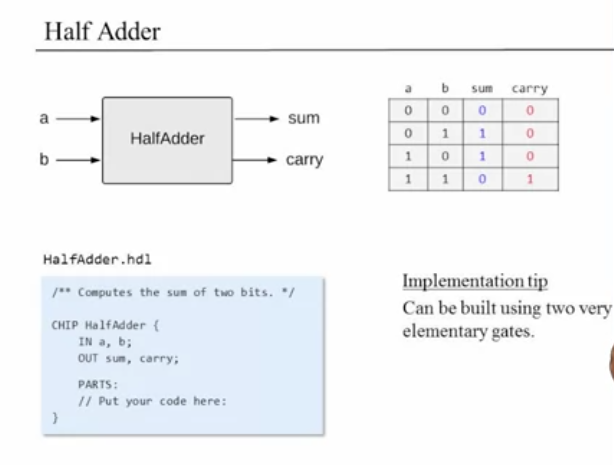 Half Adder
a
b
HalfAdder
sum
carry
a b sum carry
0 0 0 0
0 1 1 0
1 0 1 0
1 1 0 1
HalfAdder.hdl
/** Computes the sum of two bits. */
CHIP HalfAdder {
IN a, b;
OUT sum, carry;
PARTS:
// Put your code here:
}
Implementation tip
Can be built using two very
elementary gates.